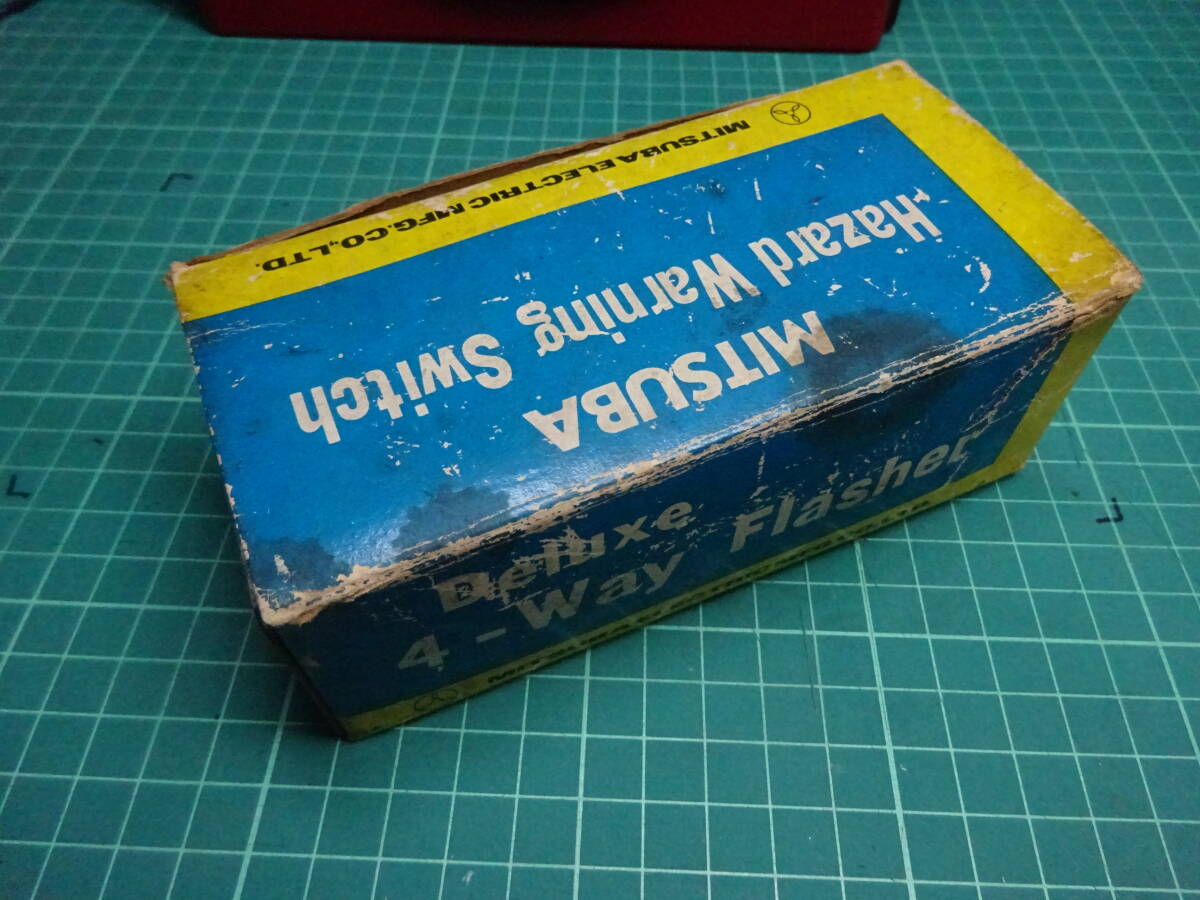 MITSUBA
Hazard Warning Switch
MITSUBA ELECTRIC MFG.CO.,LTD.
Deluxe
4-Way Flasher